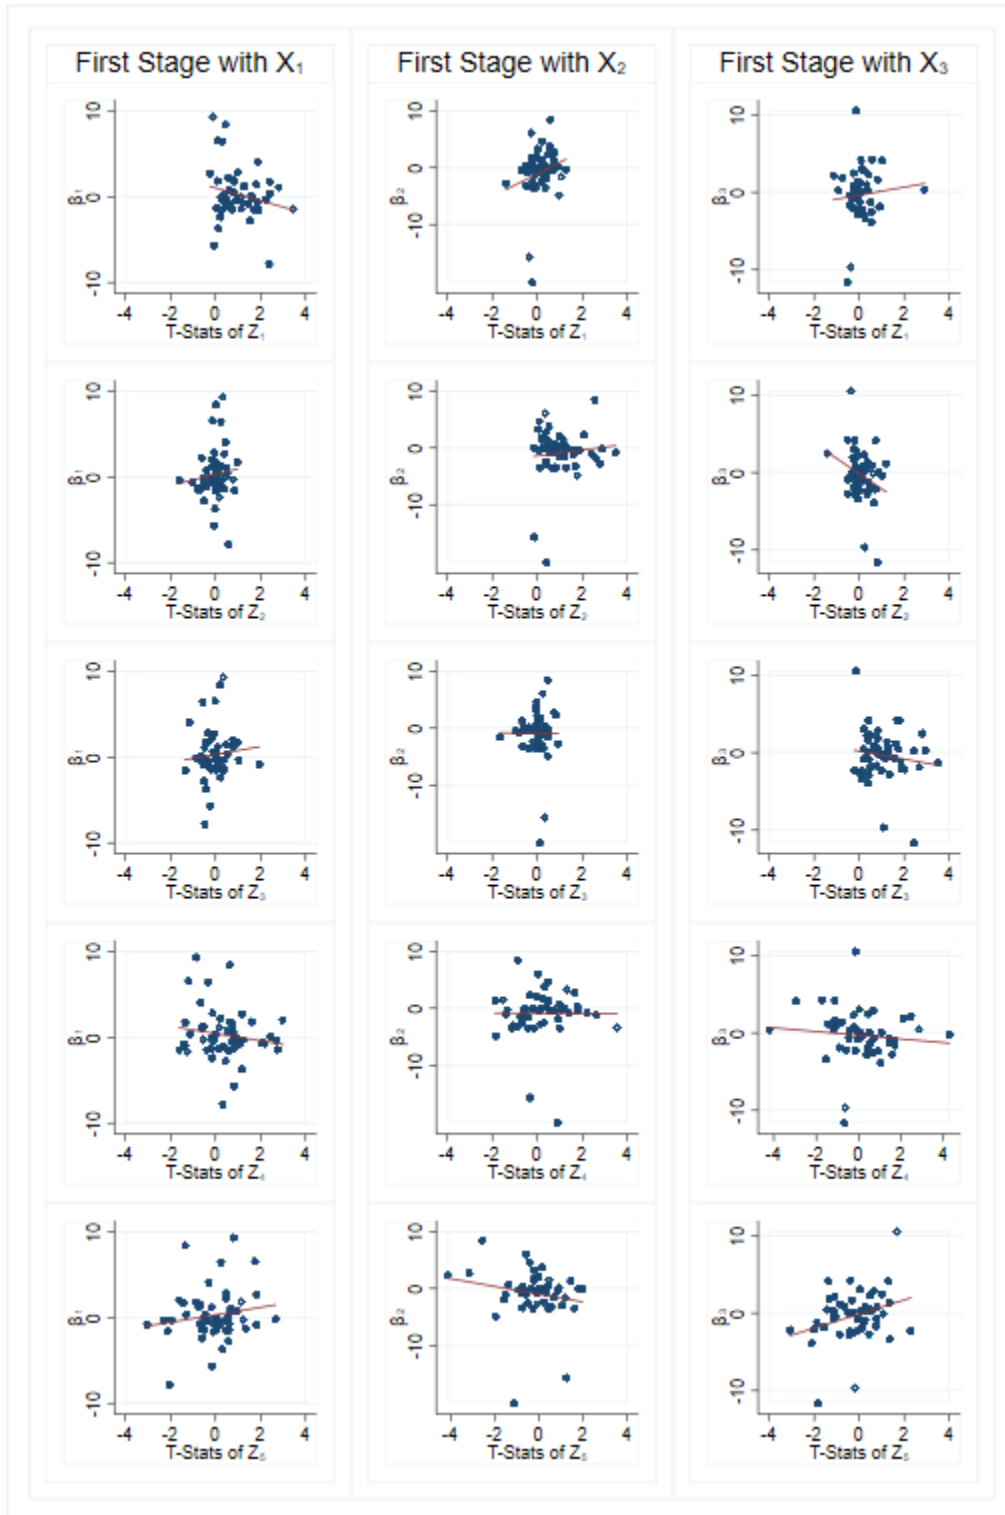 First Stage with X₁
First Stage with X₂
First Stage with X₃
10
0
-10
β₁
-4 -2 0 2 4
T-Stats of Z₁
10
0
-10
β₂
-4 -2 0 2 4
T-Stats of Z₁
10
0
-10
β₃
-4 -2 0 2 4
T-Stats of Z₁
10
0
-10
β₁
-4 -2 0 2 4
T-Stats of Z₂
10
0
-10
β₂
-4 -2 0 2 4
T-Stats of Z₂
10
0
-10
β₃
-4 -2 0 2 4
T-Stats of Z₂
10
0
-10
β₁
-4 -2 0 2 4
T-Stats of Z₃
10
0
-10
β₂
-4 -2 0 2 4
T-Stats of Z₃
10
0
-10
β₃
-4 -2 0 2 4
T-Stats of Z₃
10
0
-10
β₁
-4 -2 0 2 4
T-Stats of Z₄
10
0
-10
β₂
-4 -2 0 2 4
T-Stats of Z₄
10
0
-10
β₃
-4 -2 0 2 4
T-Stats of Z₄
10
0
-10
β₁
-4 -2 0 2 4
T-Stats of Z₅
10
0
-10
β₂
-4 -2 0 2 4
T-Stats of Z₅
10
0
-10
β₃
-4 -2 0 2 4
T-Stats of Z₅